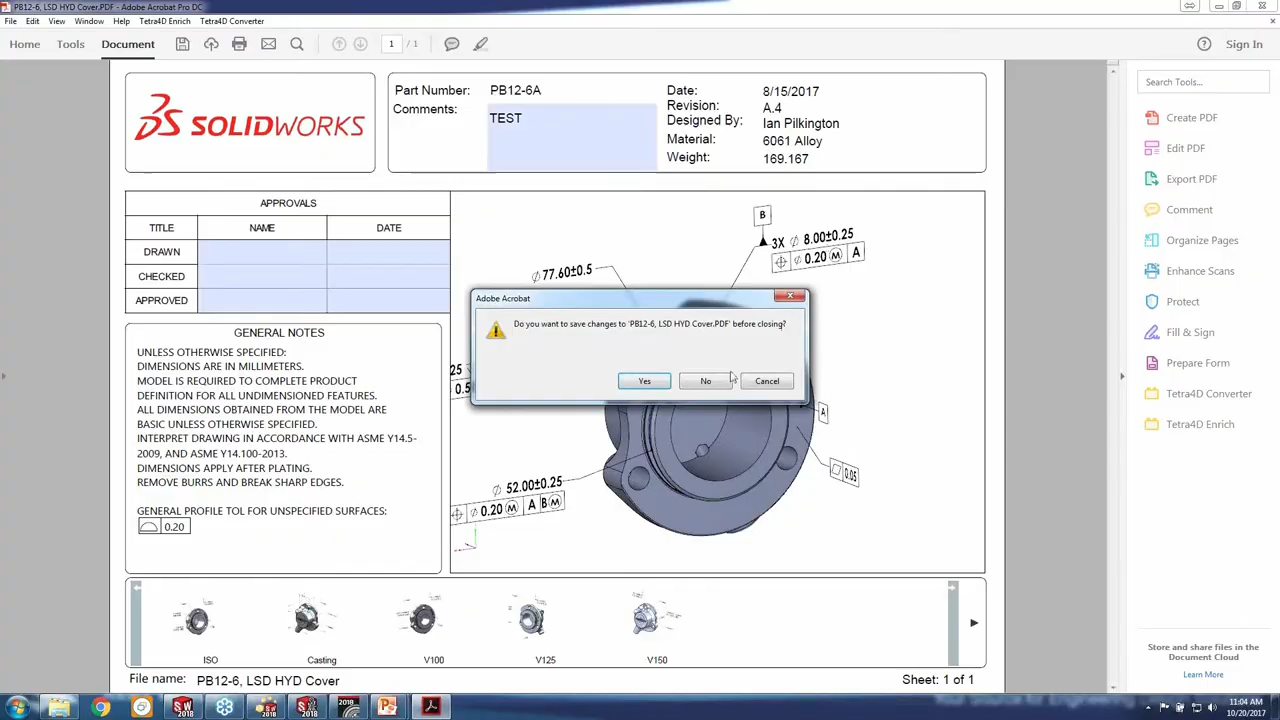 PB12-6, LSD HYD Cover.PDF - Adobe Acrobat Pro DC
File Edit View Window Help Tetra4D Enrich Tetra4D Converter
Home Tools Document 1 / 1 Sign In
SOLIDWORKS
Part Number: PB12-6A
Comments: TEST
Date: 8/15/2017
Revision: A.4
Designed By: Ian Pilkington
Material: 6061 Alloy
Weight: 169.167
APPROVALS
TITLE NAME DATE
DRAWN
CHECKED
APPROVED
GENERAL NOTES
UNLESS OTHERWISE SPECIFIED:
DIMENSIONS ARE IN MILLIMETERS.
MODEL IS REQUIRED TO COMPLETE PRODUCT
DEFINITION FOR ALL UNDIMENSIONED FEATURES.
ALL DIMENSIONS OBTAINED FROM THE MODEL ARE
BASIC UNLESS OTHERWISE SPECIFIED.
INTERPRET DRAWING IN ACCORDANCE WITH ASME Y14.5-
2009, AND ASME Y14.100-2013.
DIMENSIONS APPLY AFTER PLATING.
REMOVE BURRS AND BREAK SHARP EDGES.
GENERAL PROFILE TOL FOR UNSPECIFIED SURFACES:
⌓ 0.20
B
3X ⌀ 8.00±0.25
⌖ ⌀ 0.20 Ⓜ A
⌀ 77.60±0.5
25
0.5
Adobe Acrobat
Do you want to save changes to 'PB12-6, LSD HYD Cover.PDF' before closing?
Yes No Cancel
A
⌀ 52.00±0.25
⌖ ⌀ 0.20 Ⓜ A BⓂ
⏥ 0.05
ISO Casting V100 V125 V150
File name: PB12-6, LSD HYD Cover
Sheet: 1 of 1
Search Tools...
Create PDF
Edit PDF
Export PDF
Comment
Organize Pages
Enhance Scans
Protect
Fill & Sign
Prepare Form
Tetra4D Converter
Tetra4D Enrich
Store and share files in the
Document Cloud
Learn More
SW 2018
2018
11:04 AM
10/20/2017